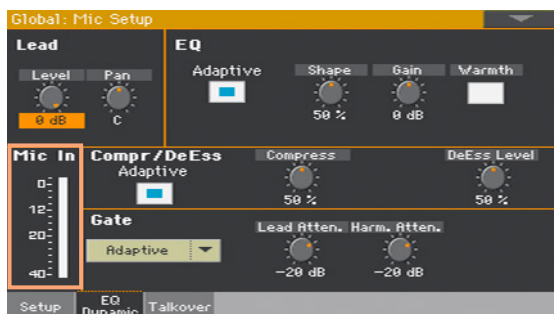 Global: Mic Setup
Lead
EQ
Level
Pan
Adaptive
Shape
Gain
Warmth
0 dB
C
50 %
0 dB
Mic In
Compr/DeEss
Compress
DeEss Level
Adaptive
0
12
20
40
50 %
50 %
Gate
Lead Atten.
Harm. Atten.
Adaptive
-20 dB
-20 dB
Setup
EQ
Dynamic
Talkover